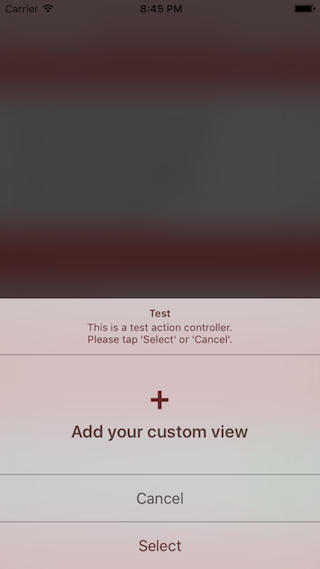 Carrier 8:45 PM
Test
This is a test action controller.
Please tap 'Select' or 'Cancel'.
+
Add your custom view
Cancel
Select